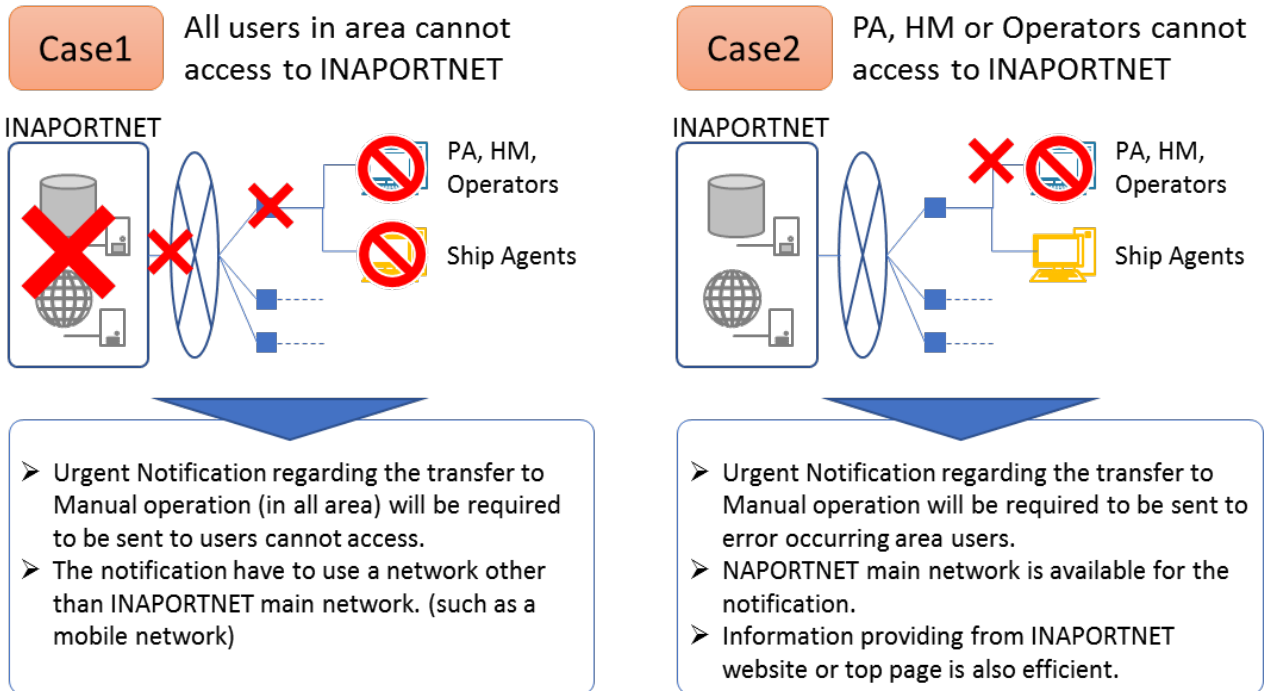 Case1
All users in area cannot
access to INAPORTNET
INAPORTNET
PA, HM,
Operators
Ship Agents
➢ Urgent Notification regarding the transfer to
Manual operation (in all area) will be required
to be sent to users cannot access.
➢ The notification have to use a network other
than INAPORTNET main network. (such as a
mobile network)
Case2
PA, HM or Operators cannot
access to INAPORTNET
INAPORTNET
PA, HM,
Operators
Ship Agents
➢ Urgent Notification regarding the transfer to
Manual operation will be required to be sent to
error occurring area users.
➢ NAPORTNET main network is available for the
notification.
➢ Information providing from INAPORTNET
website or top page is also efficient.